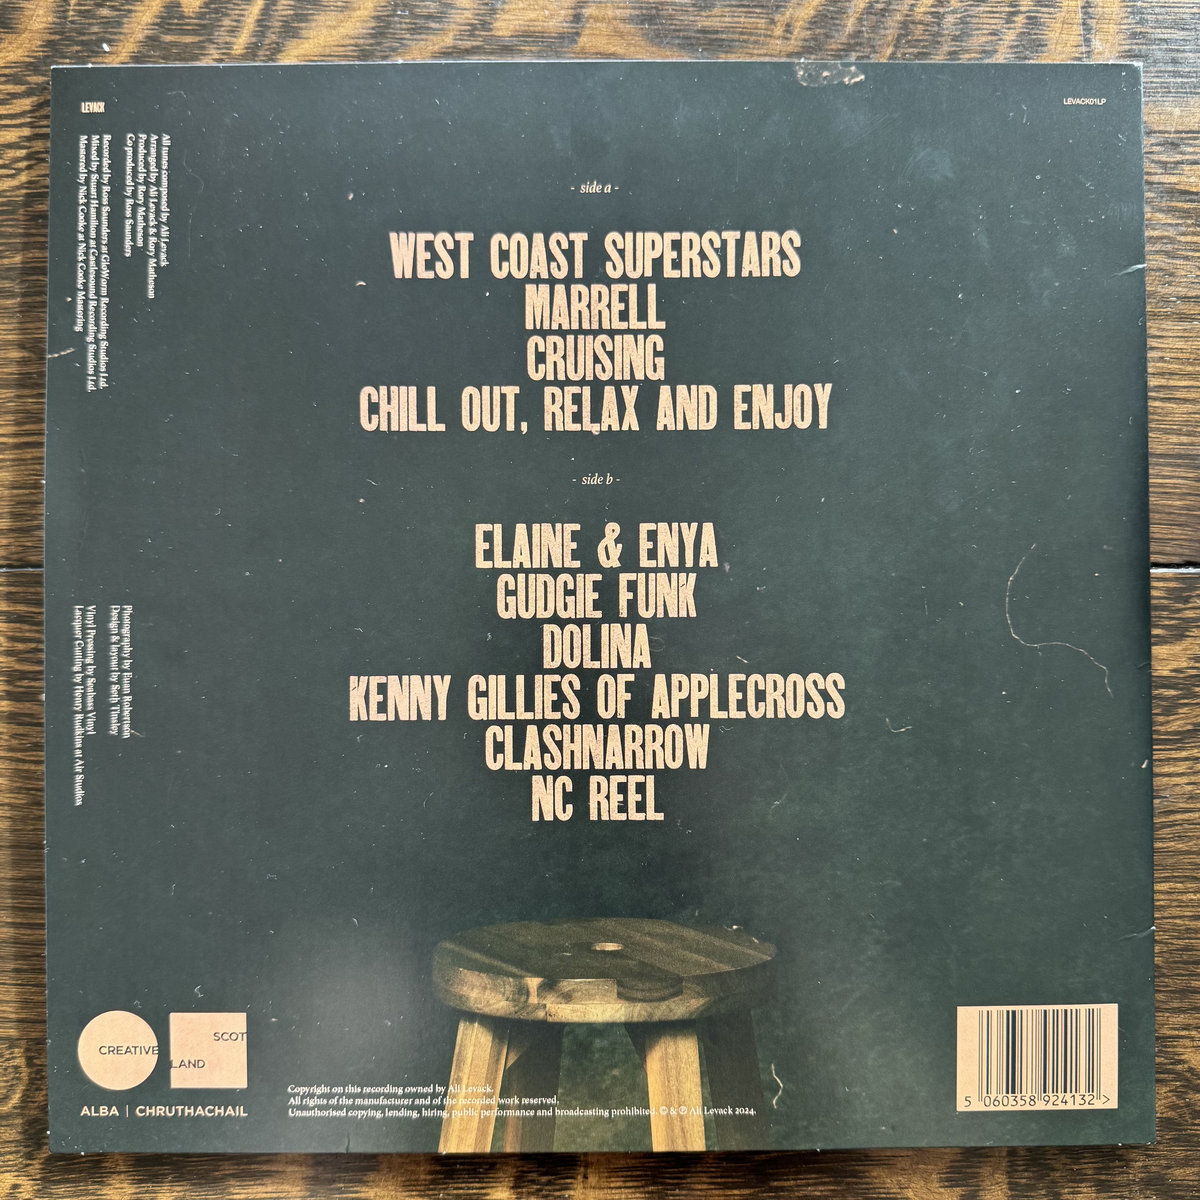 LEVACK
LEVACK01LP
All tunes composed by Ali Levack
Arranged by Ali Levack & Rory Matheson
Produced by Rory Matheson
Co produced by Ross Saunders
Recorded by Ross Saunders at GloWorm Recording Studios Ltd.
Mixed by Stuart Hamilton at Castlesound Recording Studios Ltd.
Mastered by Nick Cooke at Nick Cooke Mastering
- side a -
WEST COAST SUPERSTARS
MARRELL
CRUISING
CHILL OUT, RELAX AND ENJOY
- side b -
ELAINE & ENYA
GUDGIE FUNK
DOLINA
KENNY GILLIES OF APPLECROSS
CLASHNARROW
NC REEL
Photography by Euan Robertson
Design & layout by Seth Tinsley
Vinyl Pressing by Seabass Vinyl
Lacquer Cutting by Henry Rudkins at Air Studios
CREATIVE
SCOT
LAND
ALBA | CHRUTHACHAIL
Copyright on this recording owned by Ali Levack.
All rights of the manufacturer and of the recorded work reserved.
Unauthorised copying, lending, hiring, public performance and broadcasting prohibited. © & ℗ Ali Levack 2024.
5 060358 924132 >